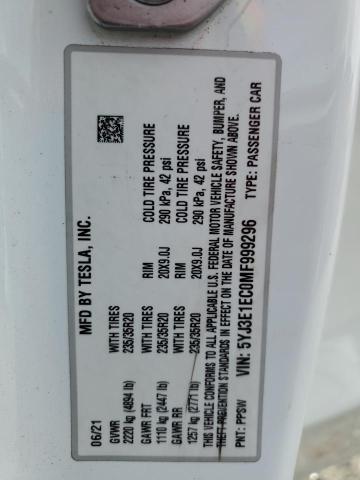 MFD BY TESLA, INC.
06/21
GVWR WITH TIRES RIM COLD TIRE PRESSURE
2220 kg (4894 lb) 235/35R20 20X9.0J 290 kPa, 42 psi
GAWR FRT
1110 kg (2447 lb)
GAWR RR WITH TIRES RIM COLD TIRE PRESSURE
1257 kg (2771 lb) 235/35R20 20X9.0J 290 kPa, 42 psi
THIS VEHICLE CONFORMS TO ALL APPLICABLE U.S. FEDERAL MOTOR VEHICLE SAFETY, BUMPER, AND
THEFT PREVENTION STANDARDS IN EFFECT ON THE DATE OF MANUFACTURE SHOWN ABOVE.
VIN: 5YJ3E1EC0MF999296 TYPE: PASSENGER CAR
PNT: PPSW